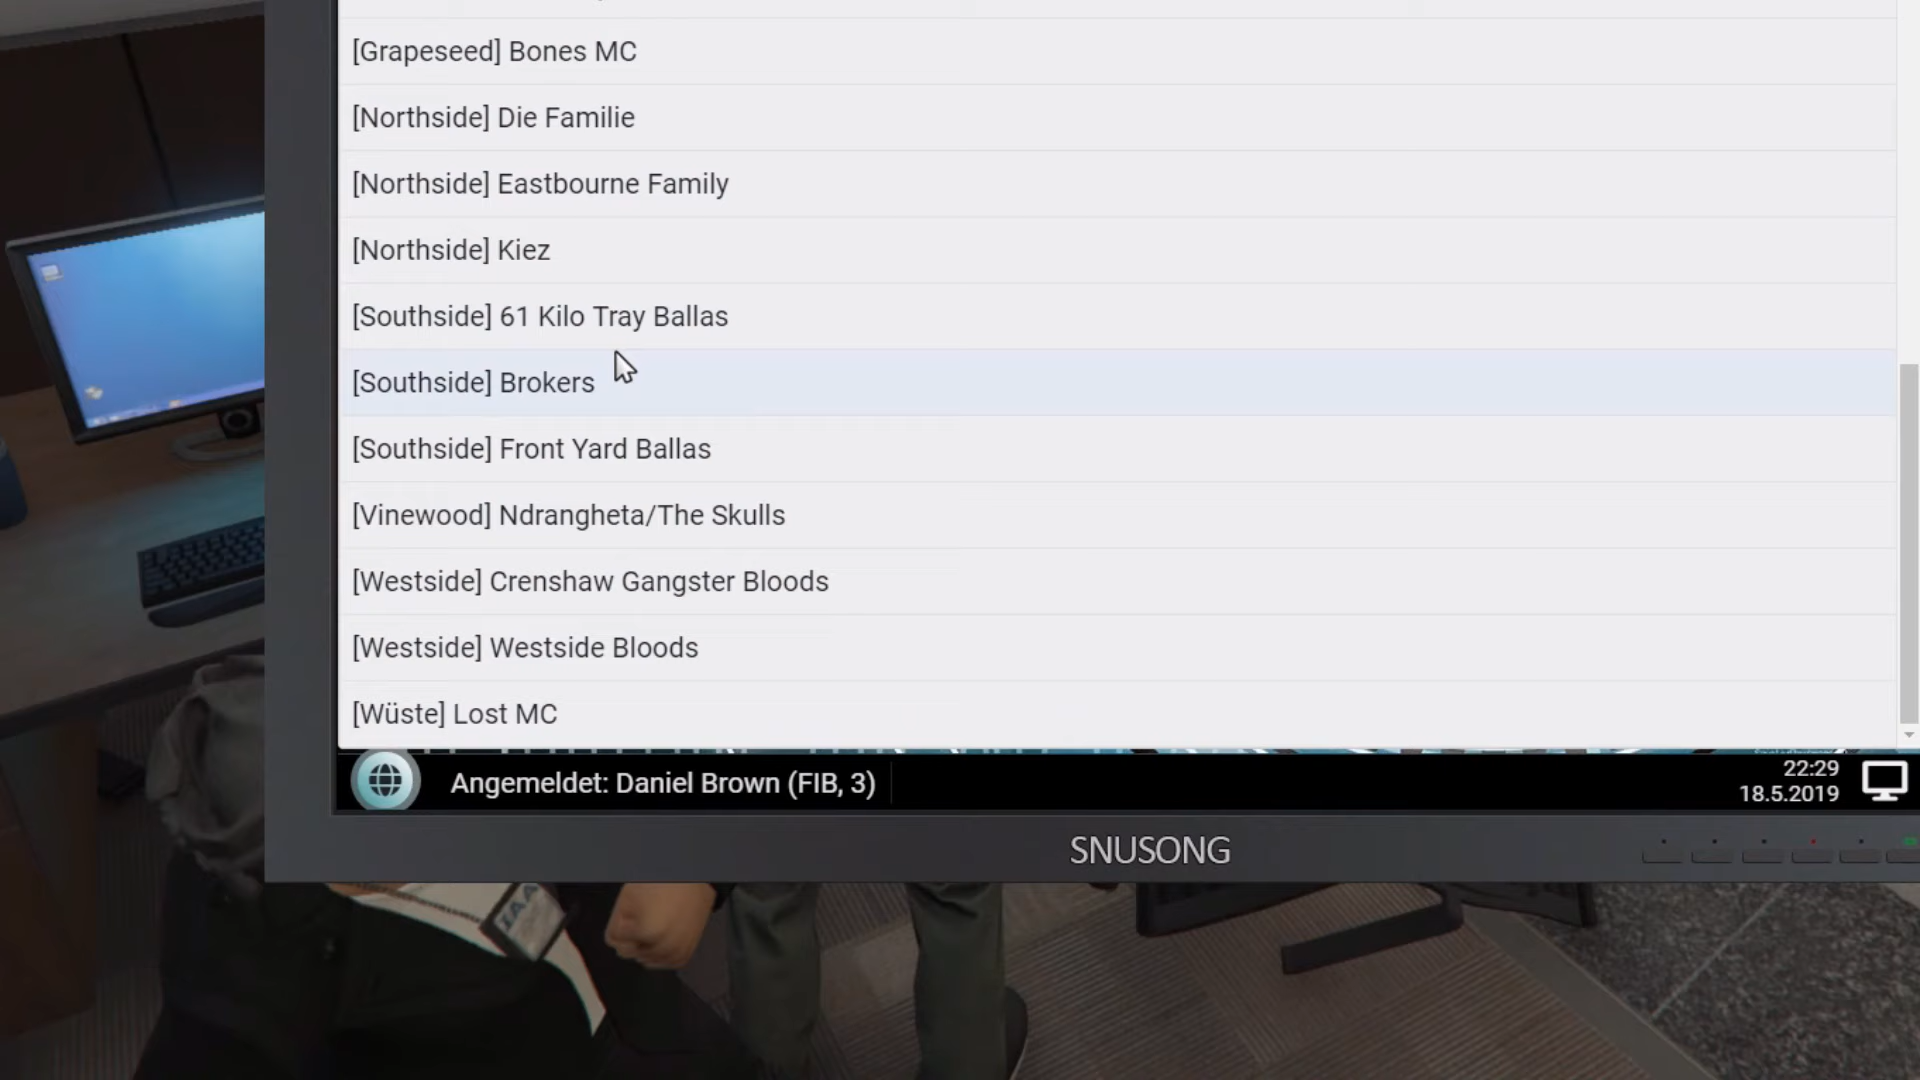 [Grapeseed] Bones MC
[Northside] Die Familie
[Northside] Eastbourne Family
[Northside] Kiez
[Southside] 61 Kilo Tray Ballas
[Southside] Brokers
[Southside] Front Yard Ballas
[Vinewood] Ndrangheta/The Skulls
[Westside] Crenshaw Gangster Bloods
[Westside] Westside Bloods
[Wüste] Lost MC
Angemeldet: Daniel Brown (FIB, 3)
22:29
18.5.2019
SNUSONG
IAA